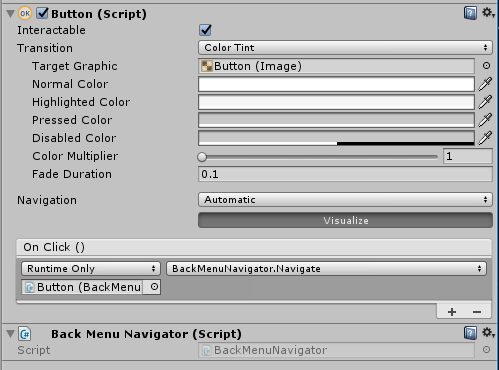 OK Button (Script)
Interactable
Transition Color Tint
Target Graphic Button (Image)
Normal Color
Highlighted Color
Pressed Color
Disabled Color
Color Multiplier 1
Fade Duration 0.1
Navigation Automatic
Visualize
On Click ()
Runtime Only BackMenuNavigator.Navigate
Button (BackMenu
+ −
C# Back Menu Navigator (Script)
Script BackMenuNavigator